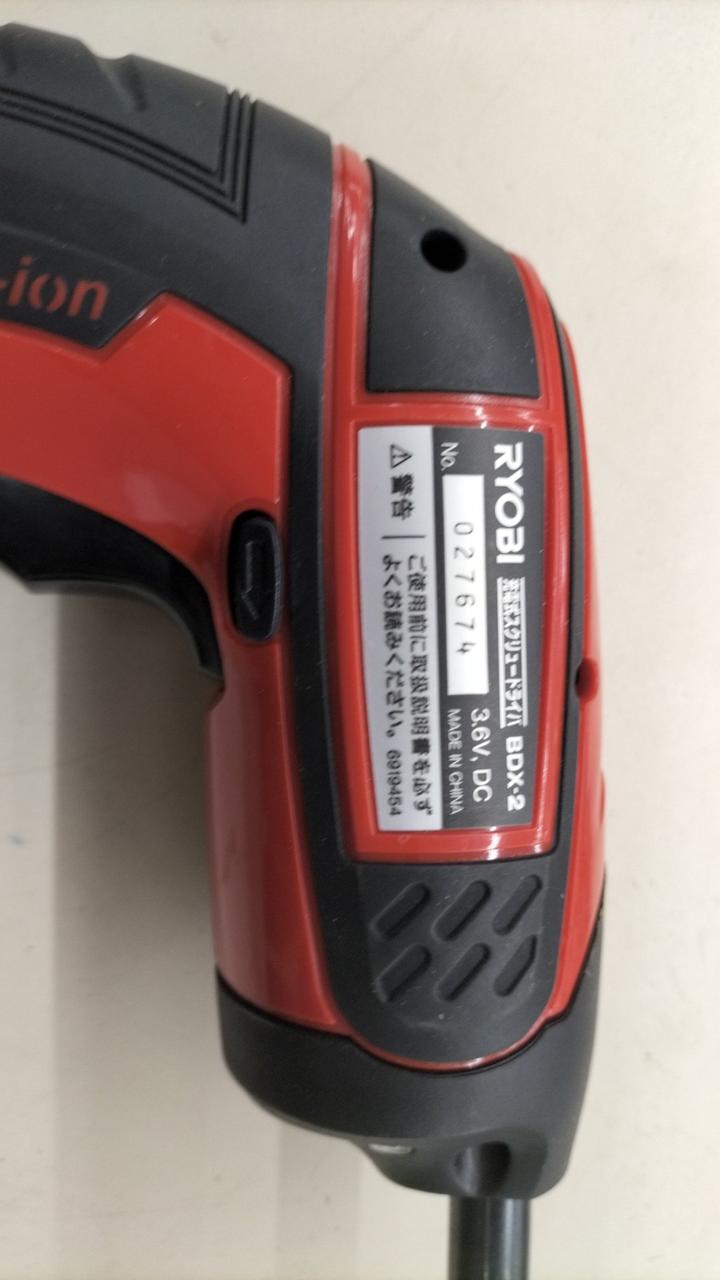 -ion
RYOBI 充電式スクリュードライバ BDX-2
No. 027674 3.6V, DC
MADE IN CHINA
⚠ 警告 ご使用前に取扱説明書を必ず
よくお読みください。 6919454